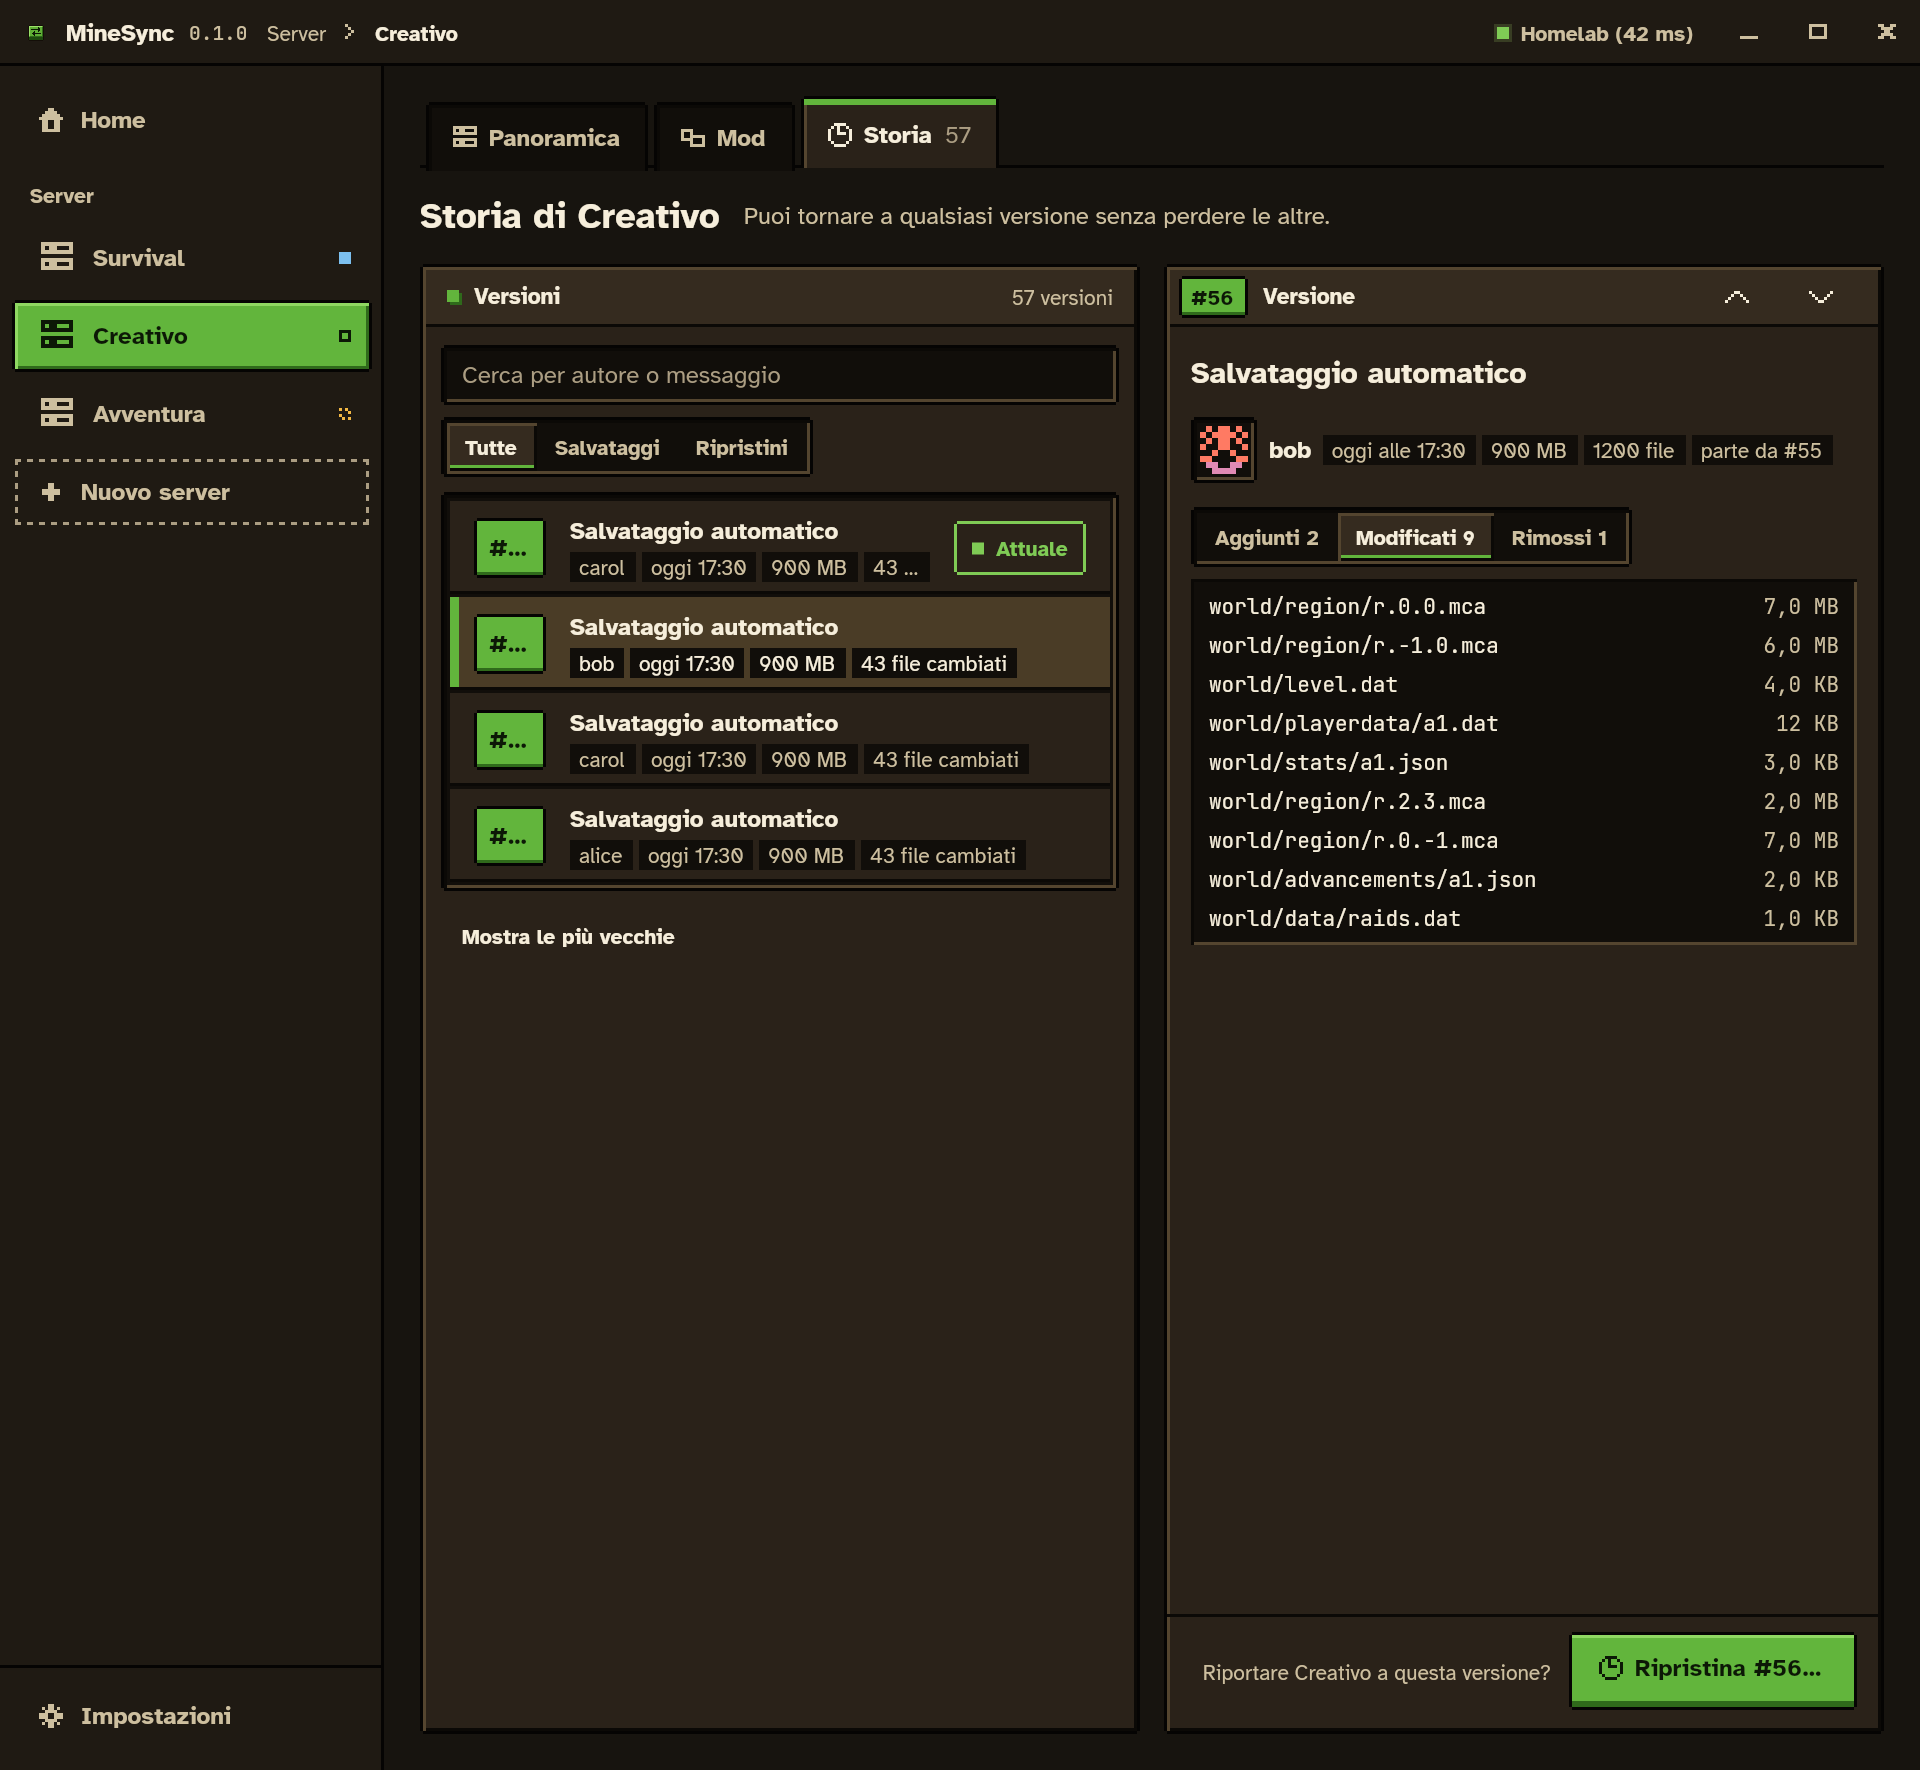 MineSync 0.1.0 Server Creativo
Homelab (42 ms)
Home
Server
Survival
Creativo
Avventura
Nuovo server
Impostazioni
Panoramica
Mod
Storia 57
Storia di Creativo
Puoi tornare a qualsiasi versione senza perdere le altre.
Versioni
57 versioni
Cerca per autore o messaggio
Tutte Salvataggi Ripristini
#... Salvataggio automatico
carol oggi 17:30 900 MB 43 ...
Attuale
#... Salvataggio automatico
bob oggi 17:30 900 MB 43 file cambiati
#... Salvataggio automatico
carol oggi 17:30 900 MB 43 file cambiati
#... Salvataggio automatico
alice oggi 17:30 900 MB 43 file cambiati
Mostra le più vecchie
#56 Versione
Salvataggio automatico
bob oggi alle 17:30 900 MB 1200 file parte da #55
Aggiunti 2 Modificati 9 Rimossi 1
world/region/r.0.0.mca 7,0 MB
world/region/r.-1.0.mca 6,0 MB
world/level.dat 4,0 KB
world/playerdata/a1.dat 12 KB
world/stats/a1.json 3,0 KB
world/region/r.2.3.mca 2,0 MB
world/region/r.0.-1.mca 7,0 MB
world/advancements/a1.json 2,0 KB
world/data/raids.dat 1,0 KB
Riportare Creativo a questa versione?
Ripristina #56...